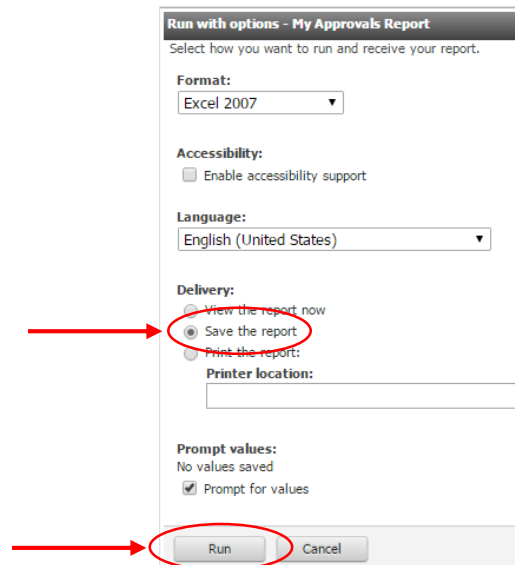 Run with options - My Approvals Report
Select how you want to run and receive your report.
Format:
Excel 2007
Accessibility:
Enable accessibility support
Language:
English (United States)
Delivery:
View the report now
Save the report
Print the report:
Printer location:
Prompt values:
No values saved
Prompt for values
Run Cancel